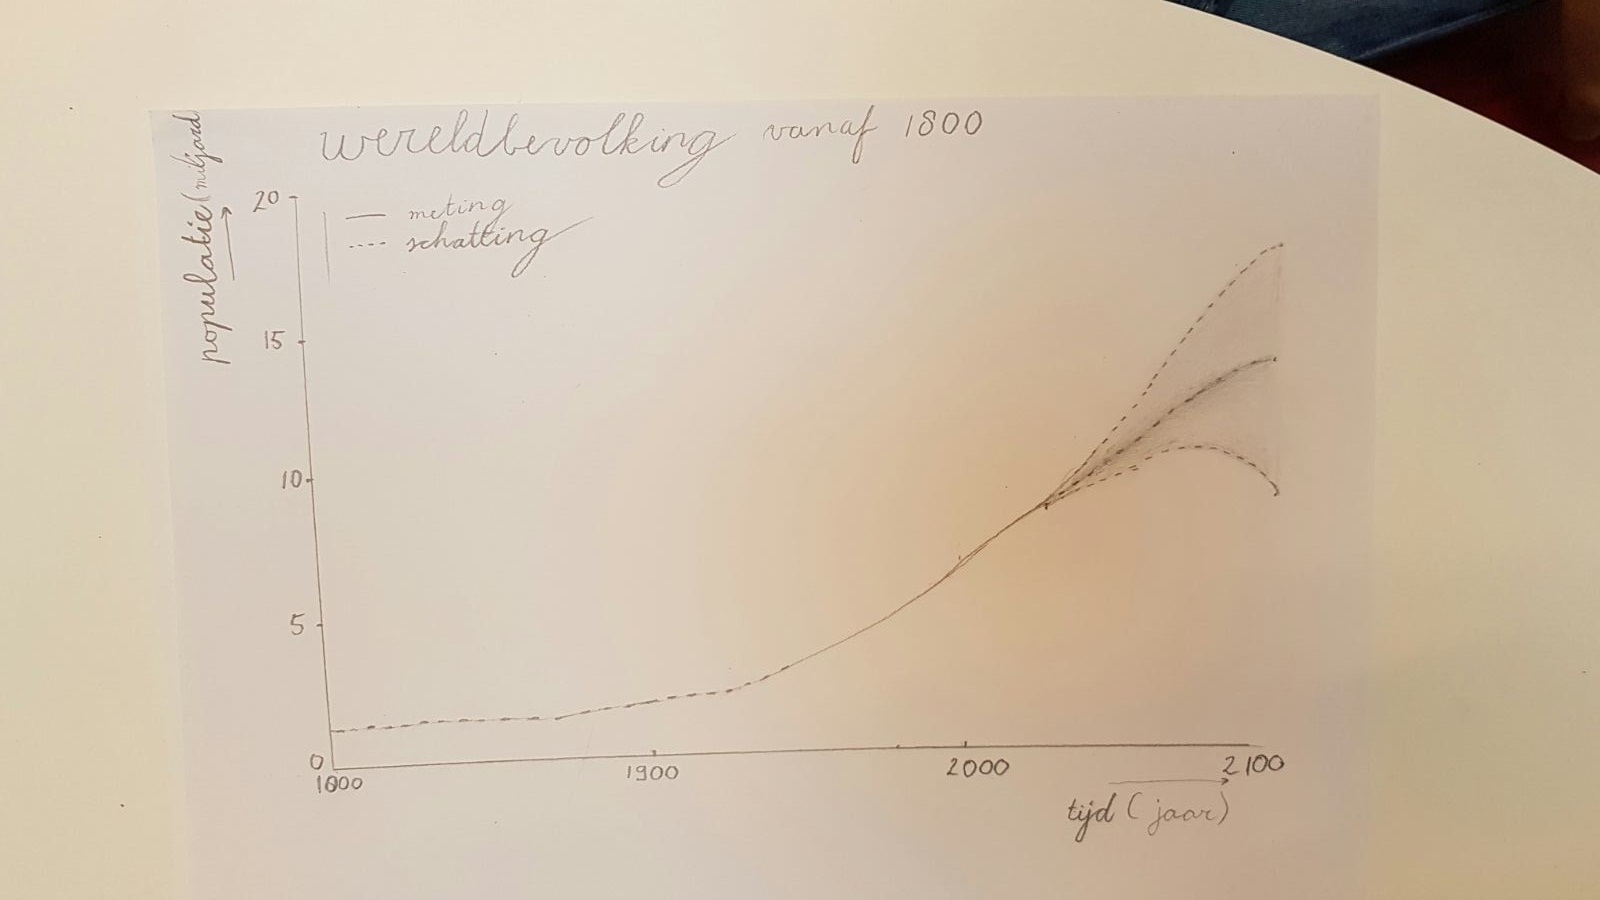 wereldbevolking vanaf 1800
populatie (miljard
20
meting
schatting
15
10
5
0
1800
1900
2000
2100
tijd (jaar)